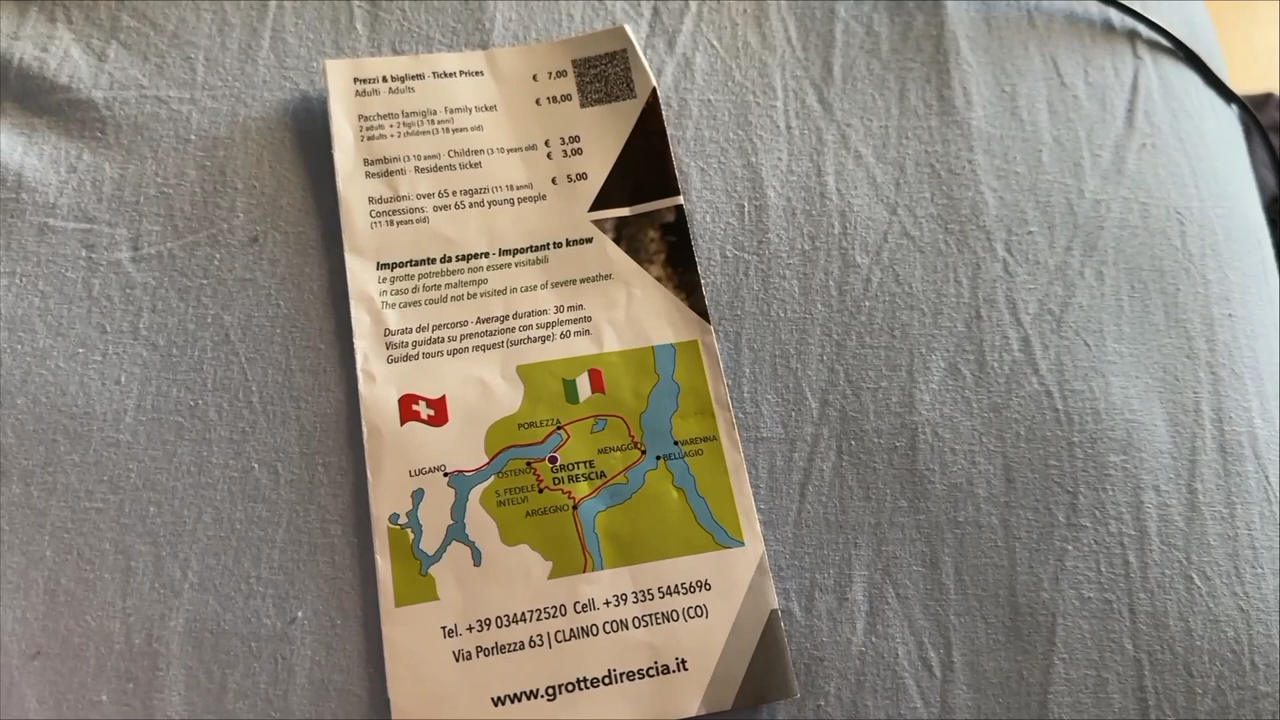 Prezzi & biglietti - Ticket Prices
Adulti - Adults € 7,00
Pacchetto famiglia - Family ticket € 18,00
2 adulti + 2 figli (3-18 anni)
2 adults + 2 children (3-18 years old)
Bambini (3-10 anni) - Children (3-10 years old) € 3,00
Residenti - Residents ticket € 3,00
Riduzioni: over 65 e ragazzi (11-18 anni) € 5,00
Concessions: over 65 and young people
(11-18 years old)
Importante da sapere - Important to know
Le grotte potrebbero non essere visitabili
in caso di forte maltempo
The caves could not be visited in case of severe weather.
Durata del percorso - Average duration: 30 min.
Visita guidata su prenotazione con supplemento
Guided tours upon request (surcharge): 60 min.
PORLEZZA
MENAGGIO
VARENNA
BELLAGIO
LUGANO
OSTENO
GROTTE
DI RESCIA
S. FEDELE
INTELVI
ARGEGNO
Tel. +39 034472520 Cell. +39 335 5445696
Via Porlezza 63 | CLAINO CON OSTENO (CO)
www.grottedirescia.it